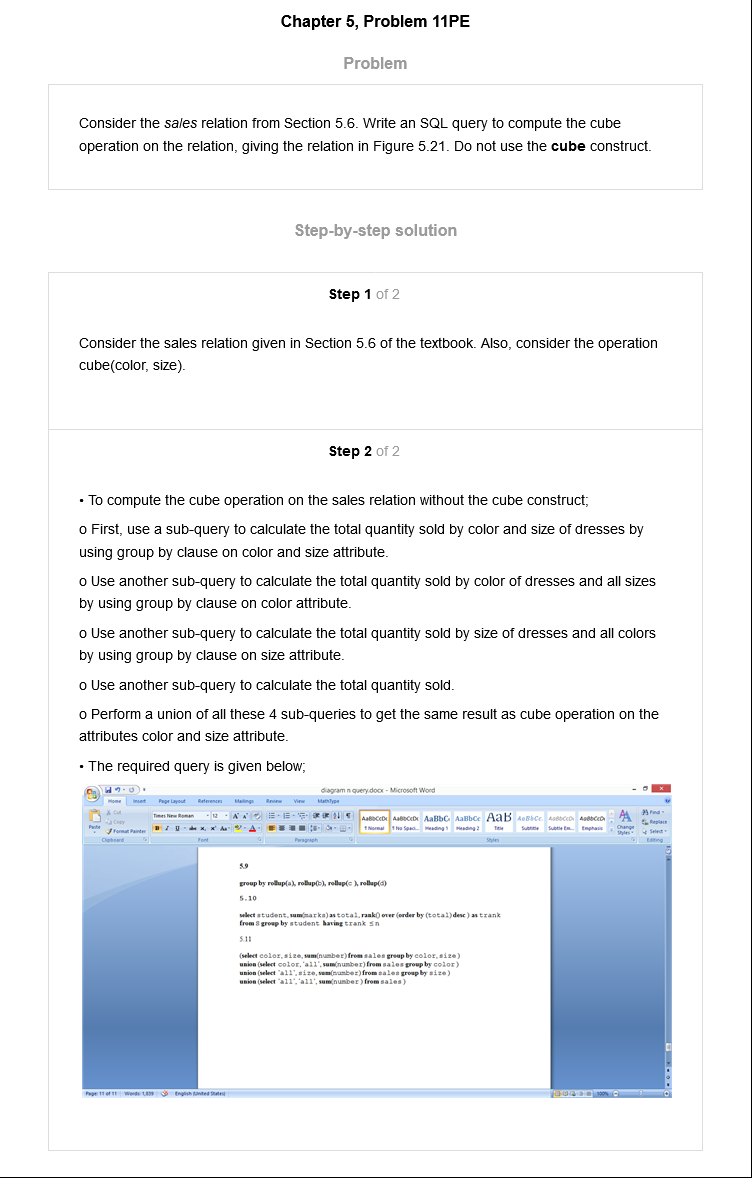 Chapter 5, Problem 11PE
Problem
Consider the sales relation from Section 5.6. Write an SQL query to compute the cube
operation on the relation, giving the relation in Figure 5.21. Do not use the cube construct.
Step-by-step solution
Step 1 of 2
Consider the sales relation given in Section 5.6 of the textbook. Also, consider the operation
cube(color, size).
Step 2 of 2
• To compute the cube operation on the sales relation without the cube construct;
o First, use a sub-query to calculate the total quantity sold by color and size of dresses by
using group by clause on color and size attribute.
o Use another sub-query to calculate the total quantity sold by color of dresses and all sizes
by using group by clause on color attribute.
o Use another sub-query to calculate the total quantity sold by size of dresses and all colors
by using group by clause on size attribute.
o Use another sub-query to calculate the total quantity sold.
o Perform a union of all these 4 sub-queries to get the same result as cube operation on the
attributes color and size attribute.
• The required query is given below;
diagram n query.docx - Microsoft Word
Home Insert Page Layout References Mailings Review View MathType
Cut
Copy
Paste
Format Painter
Times New Roman 12
AaBbCcDc AaBbCcDc AaBbC AaBbCc AaB AaBbCc. AaBbCcDc AaBbCcDc
¶ Normal ¶ No Spaci... Heading 1 Heading 2 Title Subtitle Subtle Em... Emphasis
Change Styles
Find
Replace
Select
Clipboard Font Paragraph Styles Editing
5.9
group by rollup(a), rollup(b), rollup(c ), rollup(d)
5.10
select student, sum(marks) as total, rank() over (order by (total) desc ) as trank
from S group by student having trank ≤ n
5.11
(select color, size, sum(number) from sales group by color, size )
union (select color, 'all', sum(number) from sales group by color )
union (select 'all', size, sum(number) from sales group by size )
union (select 'all', 'all', sum(number ) from sales )
Page: 11 of 11 Words: 1,839 English (United States) 100%